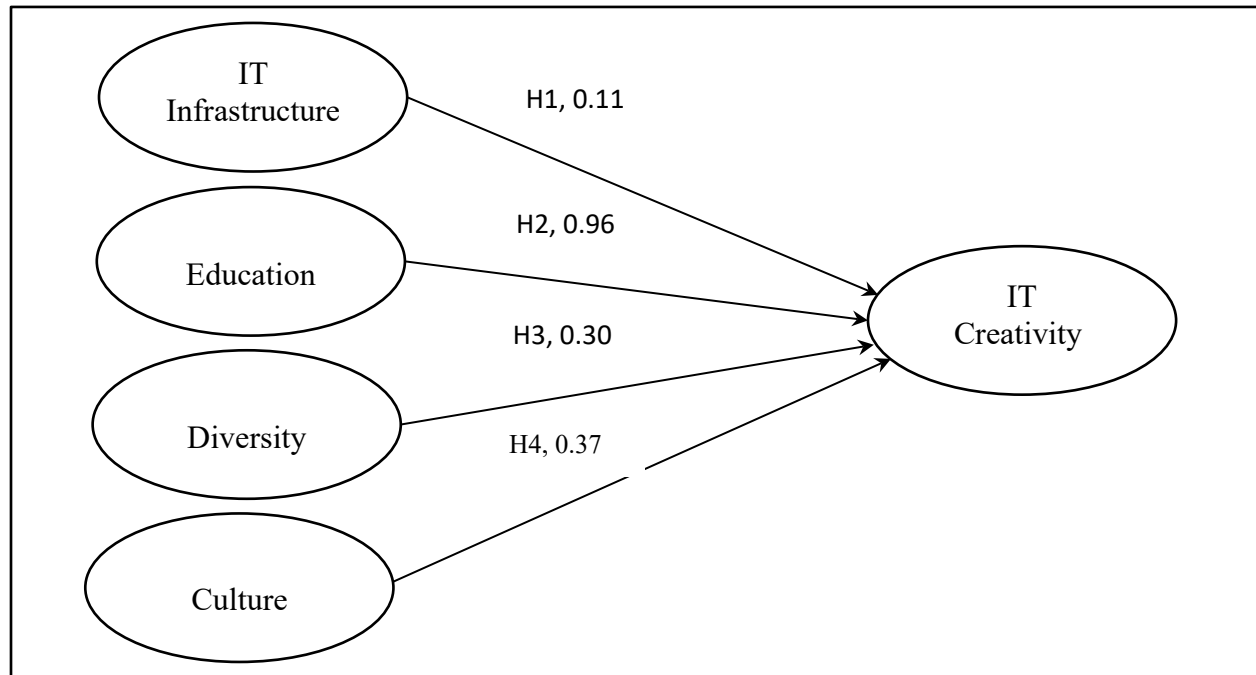 IT
Infrastructure
H1, 0.11
H2, 0.96
Education
IT
Creativity
H3, 0.30
Diversity
H4, 0.37
Culture